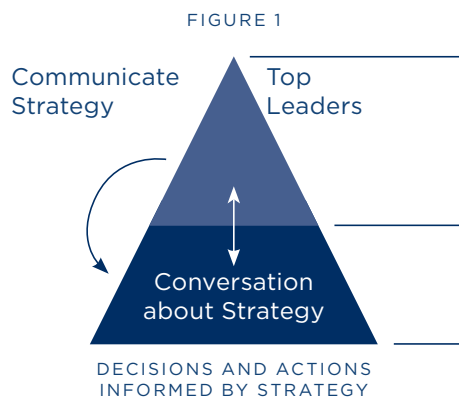 FIGURE 1
Communicate
Strategy
Top
Leaders
Conversation
about Strategy
DECISIONS AND ACTIONS
INFORMED BY STRATEGY